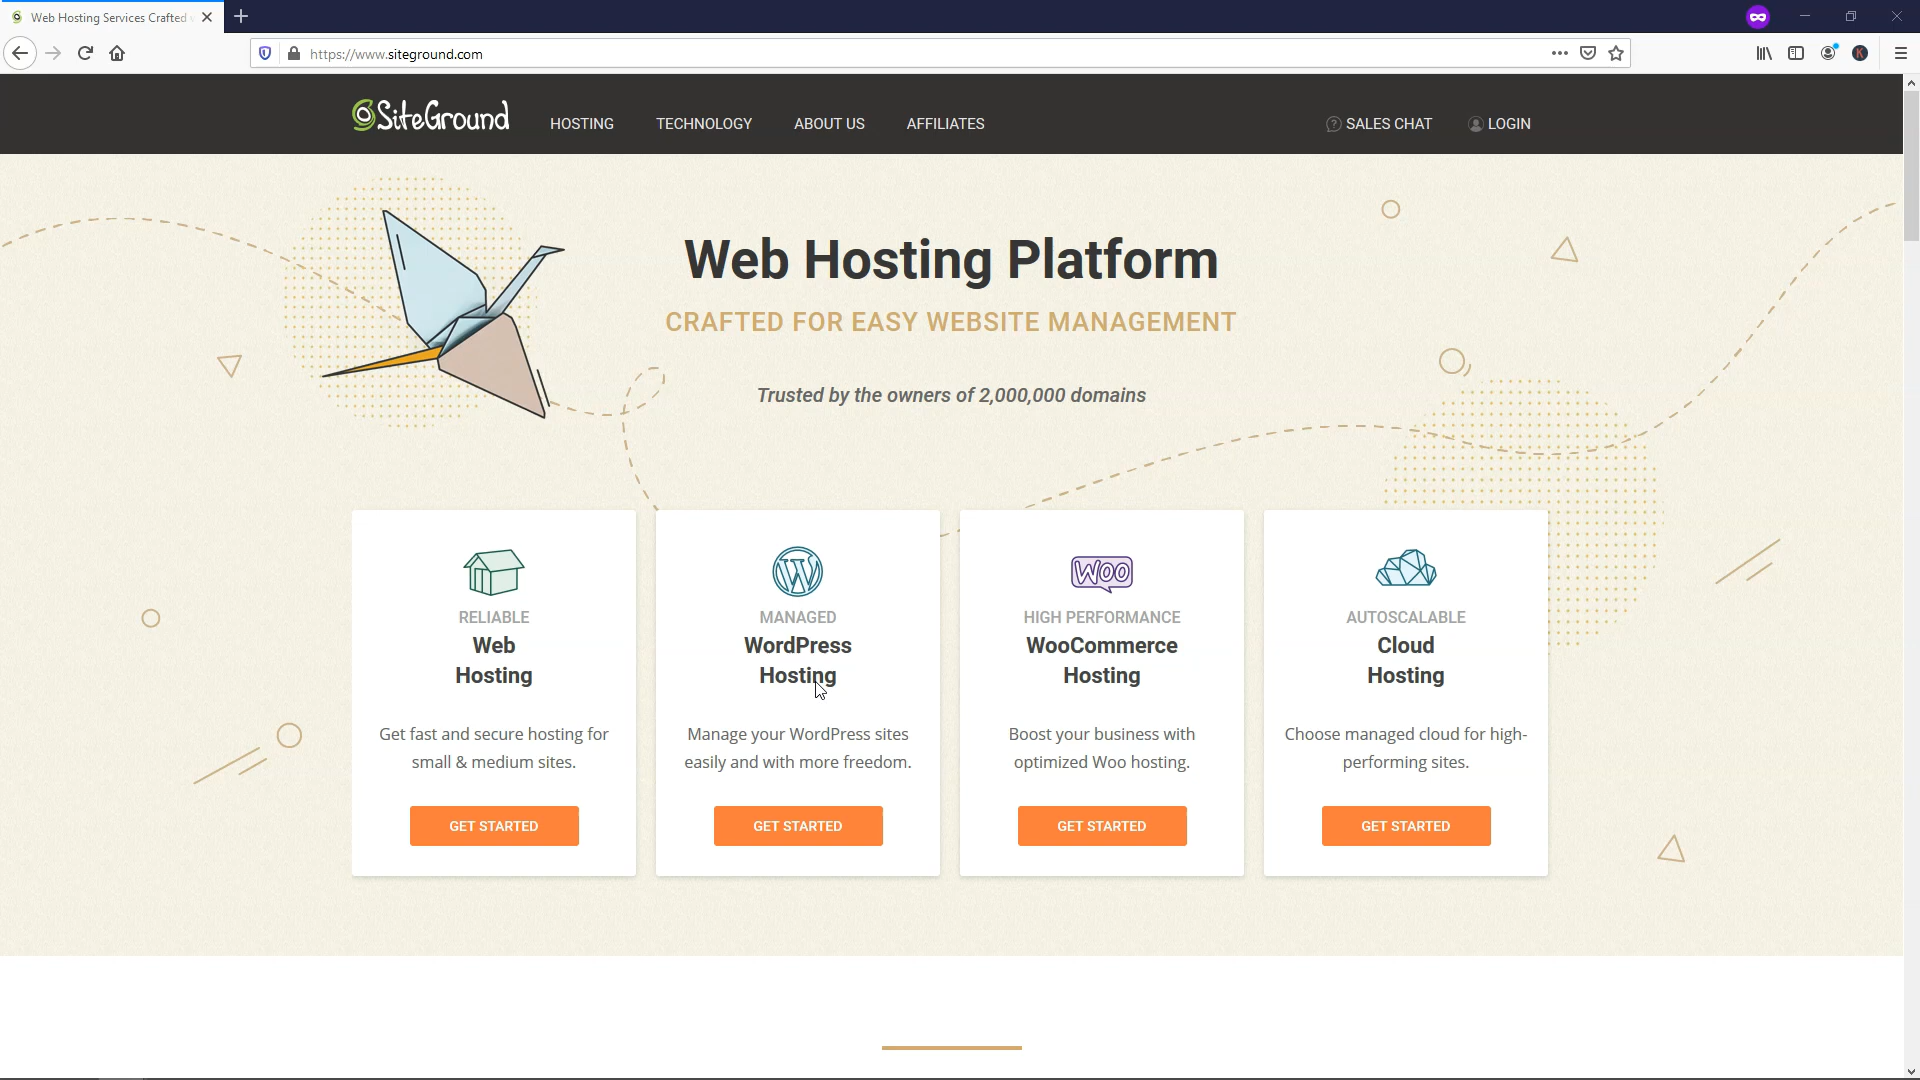 Web Hosting Services Crafted
https://www.siteground.com
K
SiteGround
HOSTING
TECHNOLOGY
ABOUT US
AFFILIATES
SALES CHAT
LOGIN
Web Hosting Platform
CRAFTED FOR EASY WEBSITE MANAGEMENT
Trusted by the owners of 2,000,000 domains
RELIABLE
Web
Hosting
Get fast and secure hosting for
small & medium sites.
GET STARTED
MANAGED
WordPress
Hosting
Manage your WordPress sites
easily and with more freedom.
GET STARTED
WOO
HIGH PERFORMANCE
WooCommerce
Hosting
Boost your business with
optimized Woo hosting.
GET STARTED
AUTOSCALABLE
Cloud
Hosting
Choose managed cloud for high-
performing sites.
GET STARTED